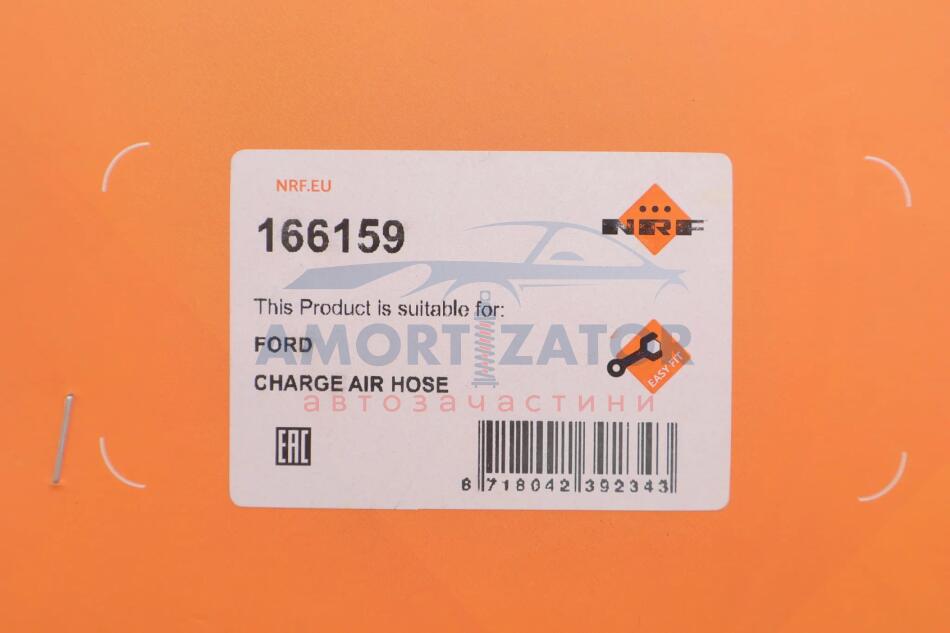 NRF.EU
166159
NRF
This Product is suitable for:
FORD
AMORTIZATOR
EASY FIT
CHARGE AIR HOSE
автозачастини
EAC
8 718042 392343